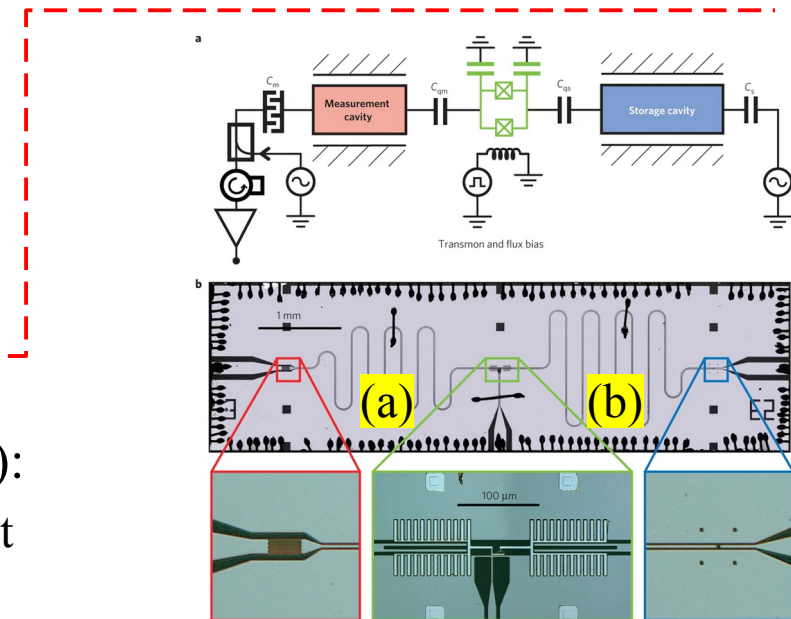 a
C_m
Measurement
cavity
C_qm
C_qs
Storage cavity
C_s
Transmon and flux bias
b
1 mm
(a)
(b)
):
t
100 μm